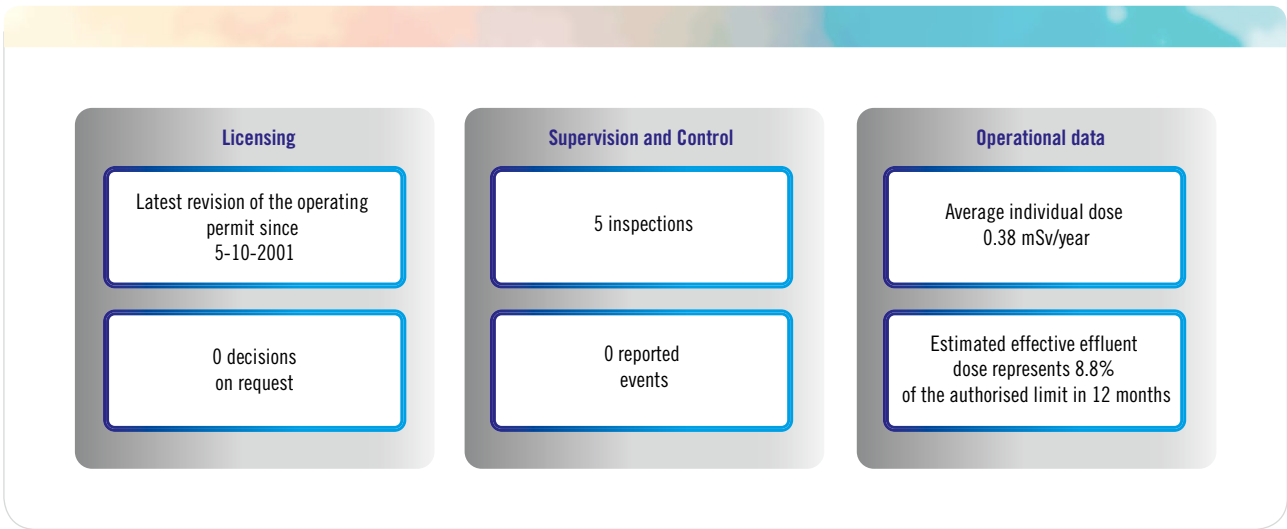 Licensing
Latest revision of the operating
permit since
5-10-2001
0 decisions
on request
Supervision and Control
5 inspections
0 reported
events
Operational data
Average individual dose
0.38 mSv/year
Estimated effective effluent
dose represents 8.8%
of the authorised limit in 12 months